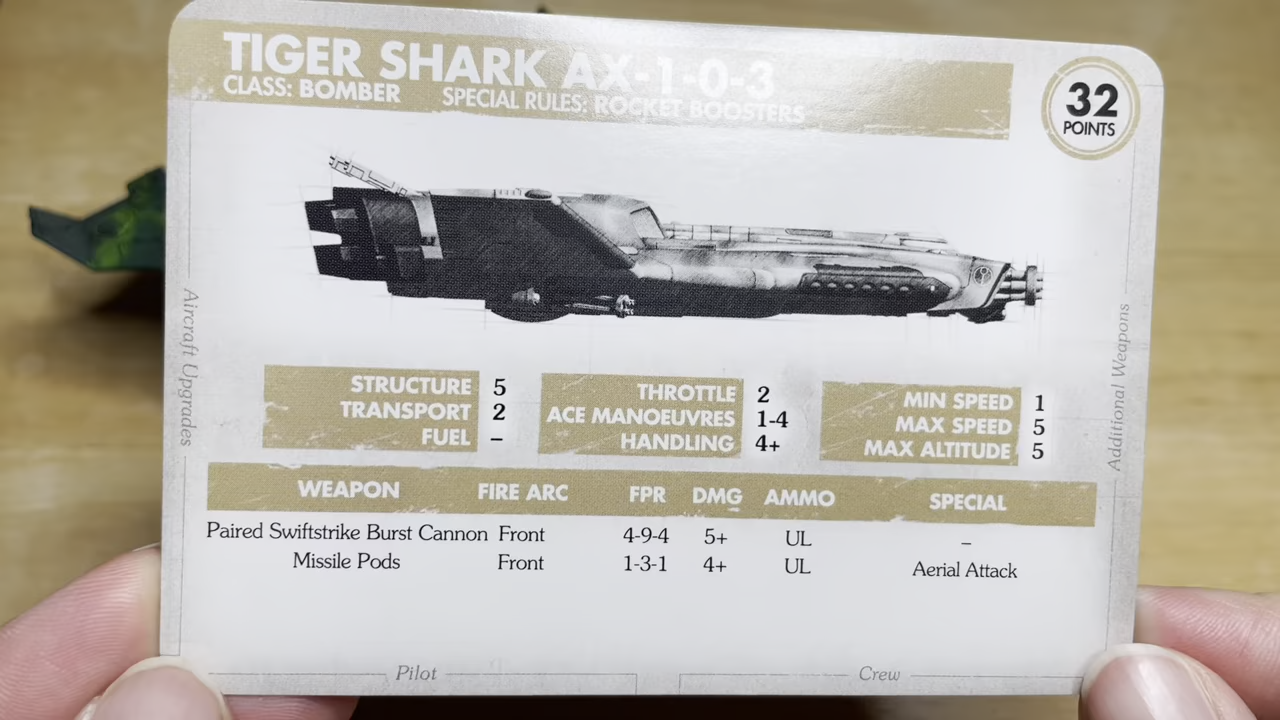 TIGER SHARK AX-1-0-3
CLASS: BOMBER SPECIAL RULES: ROCKET BOOSTERS
32
POINTS
Aircraft Upgrades
Additional Weapons
STRUCTURE 5
TRANSPORT 2
FUEL –
THROTTLE 2
ACE MANOEUVRES 1-4
HANDLING 4+
MIN SPEED 1
MAX SPEED 5
MAX ALTITUDE 5
WEAPON FIRE ARC FPR DMG AMMO SPECIAL
Paired Swiftstrike Burst Cannon Front 4-9-4 5+ UL –
Missile Pods Front 1-3-1 4+ UL Aerial Attack
Pilot Crew